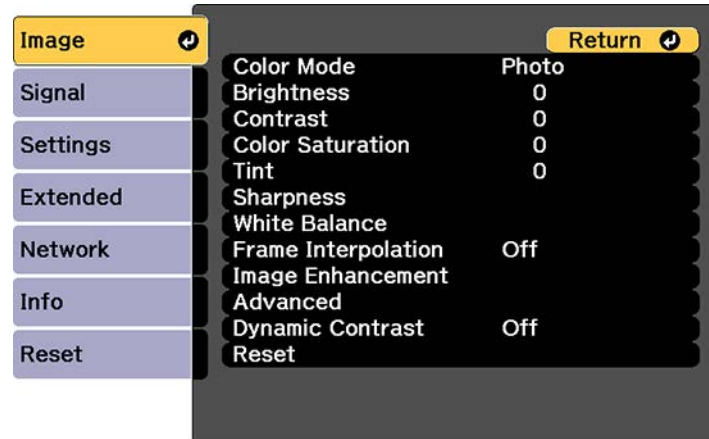 Image
Signal
Settings
Extended
Network
Info
Reset
Return
Color Mode Photo
Brightness 0
Contrast 0
Color Saturation 0
Tint 0
Sharpness
White Balance
Frame Interpolation Off
Image Enhancement
Advanced
Dynamic Contrast Off
Reset